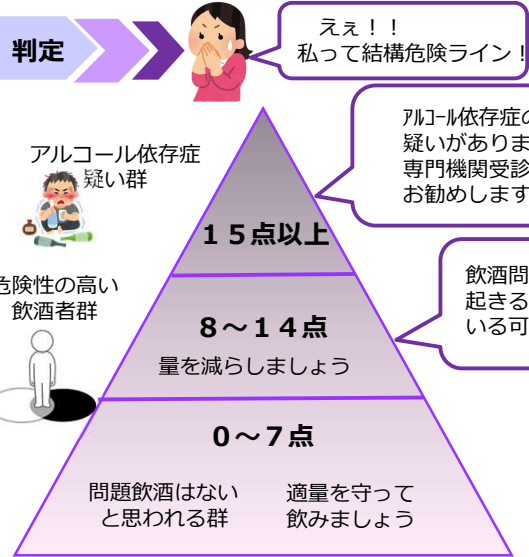 判定
えぇ！！
私って結構危険ライン！
アルコール依存症
疑い群
１５点以上
ｱﾙｺｰﾙ依存症の
疑いがありま
専門機関受診
お勧めします
危険性の高い
飲酒者群
８～１４点
量を減らしましょう
飲酒問
起きる
いる可
０～７点
問題飲酒はない
と思われる群
適量を守って
飲みましょう